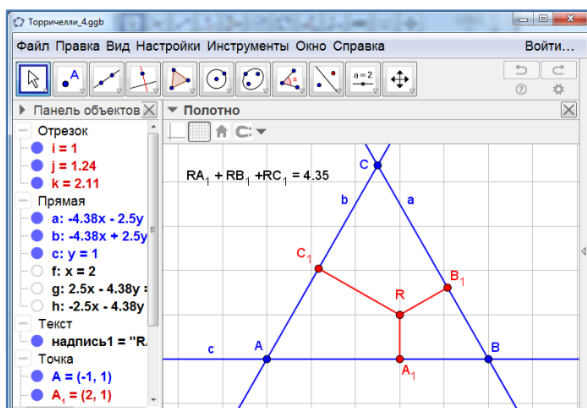 Торричелли_4.ggb
Файл Правка Вид Настройки Инструменты Окно Справка Войти...
A
a=2
Панель объектов
Полотно
Отрезок
i = 1
j = 1.24
k = 2.11
Прямая
a: -4.38x - 2.5y
b: -4.38x + 2.5y
c: y = 1
f: x = 2
g: 2.5x - 4.38y =
h: -2.5x - 4.38y
Текст
надпись1 = "R
Точка
A = (-1, 1)
A₁ = (2, 1)
RA₁ + RB₁ +RC₁ = 4.35
C
b
a
C₁
B₁
R
A
B
c
A₁